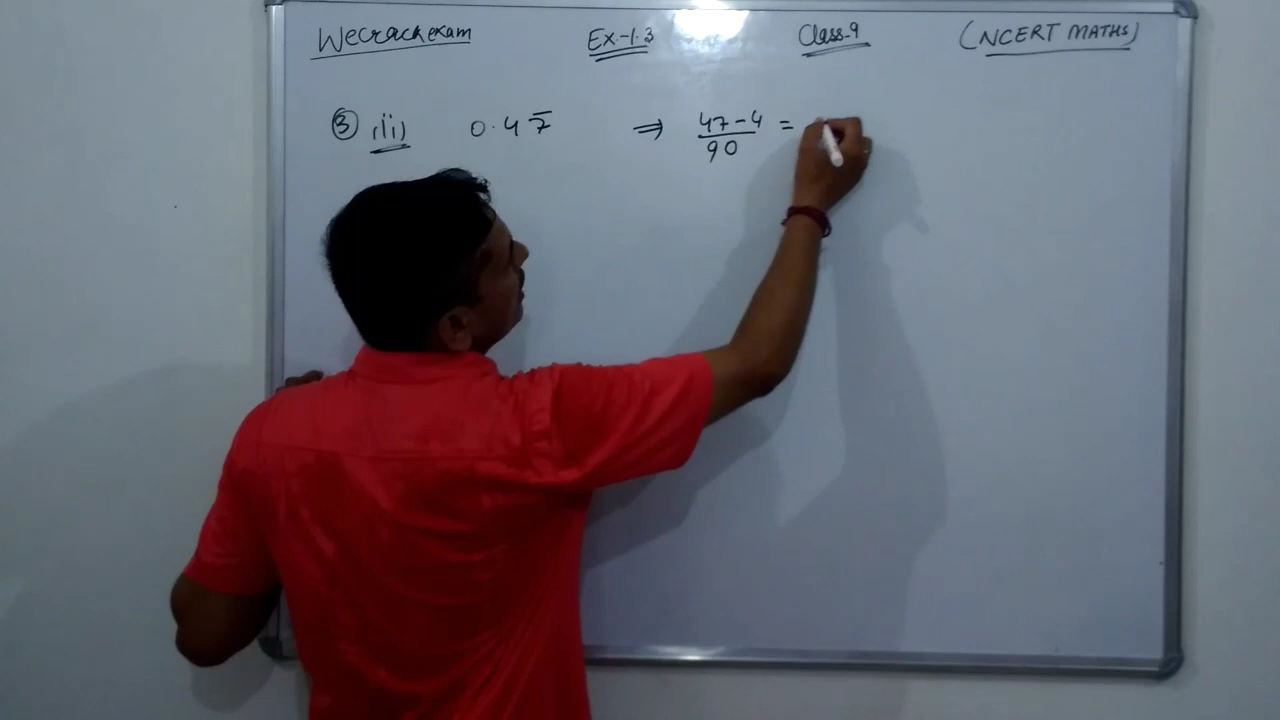 Wecrackexam Ex.-1.3 Class-9 (NCERT MATHS)
③ (ii) 0.47̅ ⇒ 47-4/90 =